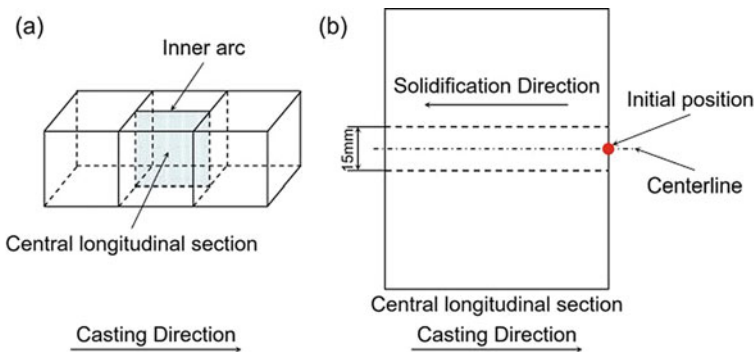 (a)
Inner arc
Central longitudinal section
Casting Direction
(b)
Solidification Direction
Initial position
15mm
Centerline
Central longitudinal section
Casting Direction